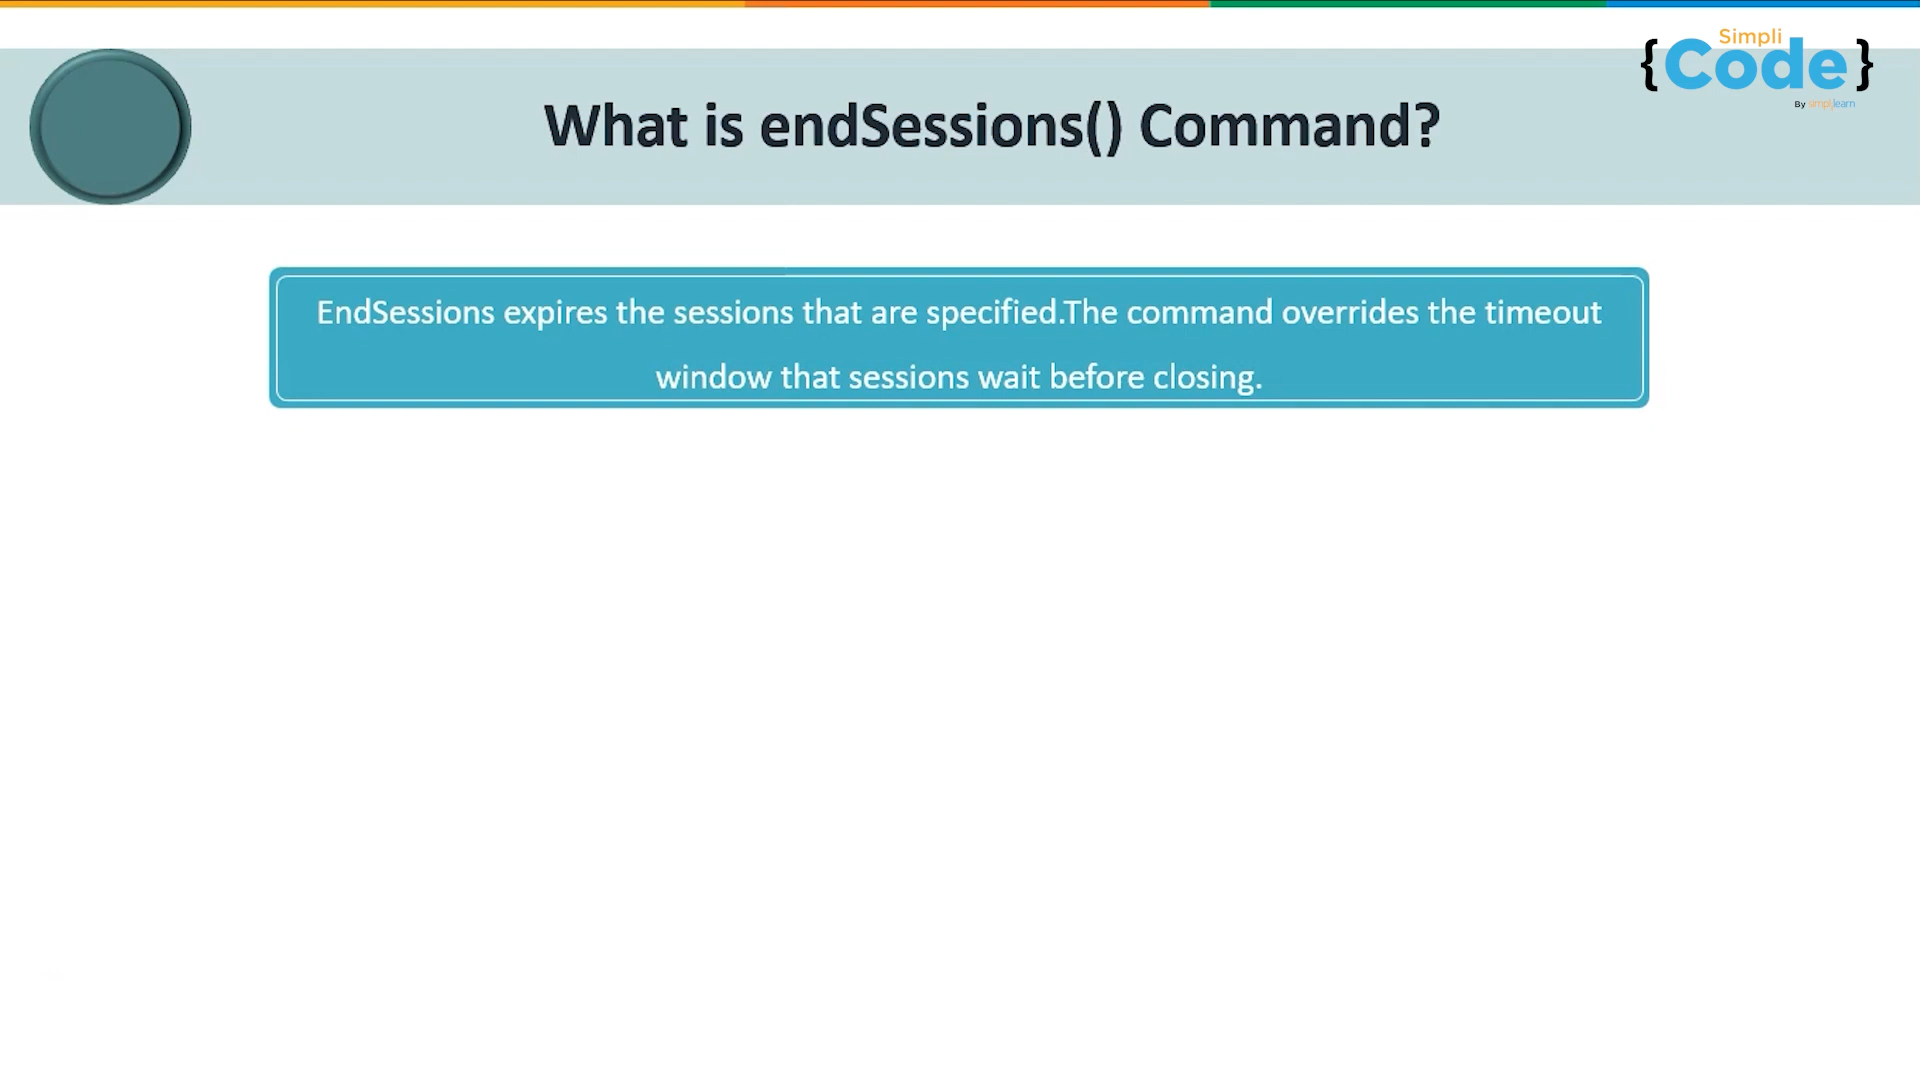 Simpli
{Code}
By simplilearn
What is endSessions() Command?
EndSessions expires the sessions that are specified.The command overrides the timeout
window that sessions wait before closing.